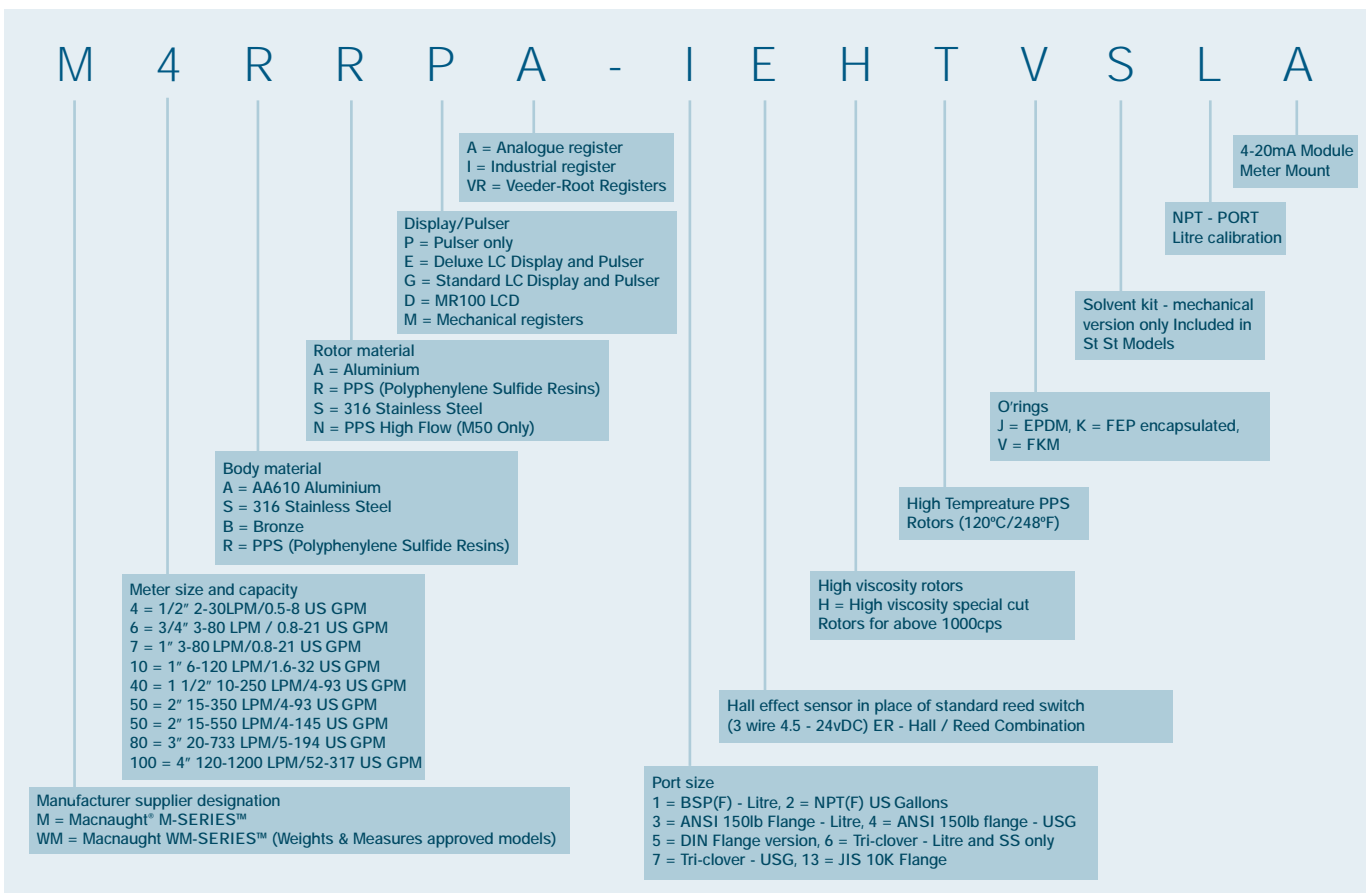 M 4 R R P A - I E H T V S L A
A = Analogue register
I = Industrial register
VR = Veeder-Root Registers
4-20mA Module
Meter Mount
NPT - PORT
Litre calibration
Display/Pulser
P = Pulser only
E = Deluxe LC Display and Pulser
G = Standard LC Display and Pulser
D = MR100 LCD
M = Mechanical registers
Solvent kit - mechanical
version only Included in
St St Models
Rotor material
A = Aluminium
R = PPS (Polyphenylene Sulfide Resins)
S = 316 Stainless Steel
N = PPS High Flow (M50 Only)
O'rings
J = EPDM, K = FEP encapsulated,
V = FKM
Body material
A = AA610 Aluminium
S = 316 Stainless Steel
B = Bronze
R = PPS (Polyphenylene Sulfide Resins)
High Tempreature PPS
Rotors (120ºC/248ºF)
Meter size and capacity
4 = 1/2" 2-30LPM/0.5-8 US GPM
6 = 3/4" 3-80 LPM / 0.8-21 US GPM
7 = 1" 3-80 LPM/0.8-21 US GPM
10 = 1" 6-120 LPM/1.6-32 US GPM
40 = 1 1/2" 10-250 LPM/4-93 US GPM
50 = 2" 15-350 LPM/4-93 US GPM
50 = 2" 15-550 LPM/4-145 US GPM
80 = 3" 20-733 LPM/5-194 US GPM
100 = 4" 120-1200 LPM/52-317 US GPM
High viscosity rotors
H = High viscosity special cut
Rotors for above 1000cps
Hall effect sensor in place of standard reed switch
(3 wire 4.5 - 24vDC) ER - Hall / Reed Combination
Port size
1 = BSP(F) - Litre, 2 = NPT(F) US Gallons
3 = ANSI 150lb Flange - Litre, 4 = ANSI 150lb flange - USG
5 = DIN Flange version, 6 = Tri-clover - Litre and SS only
7 = Tri-clover - USG, 13 = JIS 10K Flange
Manufacturer supplier designation
M = Macnaught® M-SERIES™
WM = Macnaught WM-SERIES™ (Weights & Measures approved models)